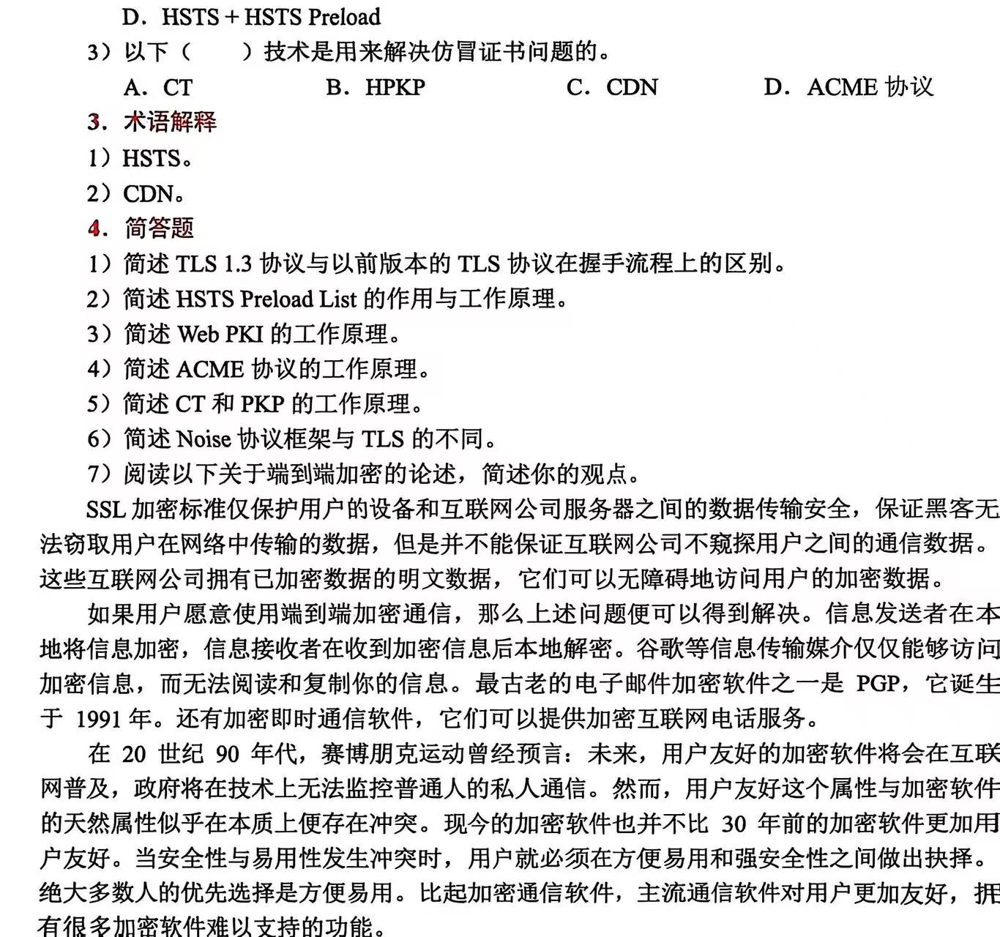 D．HSTS + HSTS Preload
3）以下（　　）技术是用来解决仿冒证书问题的。
A．CT　B．HPKP　C．CDN　D．ACME 协议
3．术语解释
1）HSTS。
2）CDN。
4．简答题
1）简述 TLS 1.3 协议与以前版本的 TLS 协议在握手流程上的区别。
2）简述 HSTS Preload List 的作用与工作原理。
3）简述 Web PKI 的工作原理。
4）简述 ACME 协议的工作原理。
5）简述 CT 和 PKP 的工作原理。
6）简述 Noise 协议框架与 TLS 的不同。
7）阅读以下关于端到端加密的论述，简述你的观点。
SSL 加密标准仅保护用户的设备和互联网公司服务器之间的数据传输安全，保证黑客无
法窃取用户在网络中传输的数据，但是并不能保证互联网公司不窥探用户之间的通信数据。
这些互联网公司拥有已加密数据的明文数据，它们可以无障碍地访问用户的加密数据。
如果用户愿意使用端到端加密通信，那么上述问题便可以得到解决。信息发送者在本
地将信息加密，信息接收者在收到加密信息后本地解密。谷歌等信息传输媒介仅仅能够访问
加密信息，而无法阅读和复制你的信息。最古老的电子邮件加密软件之一是 PGP，它诞生
于 1991 年。还有加密即时通信软件，它们可以提供加密互联网电话服务。
在 20 世纪 90 年代，赛博朋克运动曾经预言：未来，用户友好的加密软件将会在互联
网普及，政府将在技术上无法监控普通人的私人通信。然而，用户友好这个属性与加密软件
的天然属性似乎在本质上便存在冲突。现今的加密软件也并不比 30 年前的加密软件更加用
户友好。当安全性与易用性发生冲突时，用户就必须在方便易用和强安全性之间做出抉择。
绝大多数人的优先选择是方便易用。比起加密通信软件，主流通信软件对用户更加友好，拥
有很多加密软件难以支持的功能。